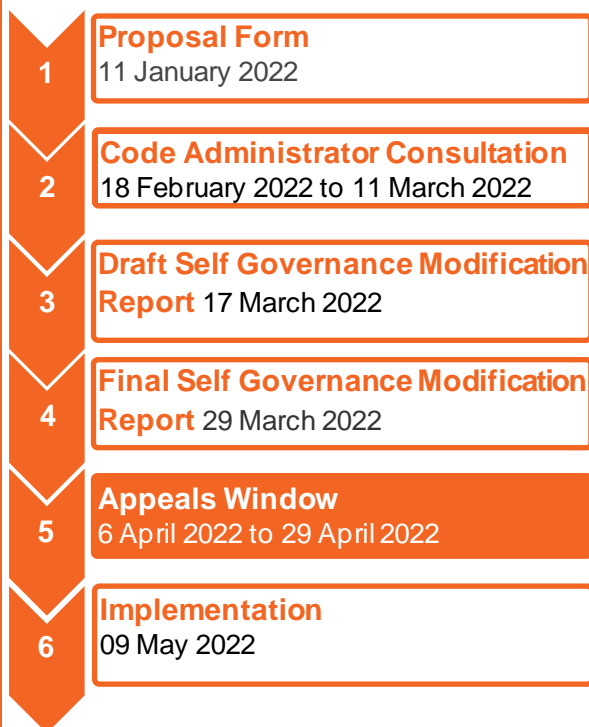 1
Proposal Form
11 January 2022
2
Code Administrator Consultation
18 February 2022 to 11 March 2022
3
Draft Self Governance Modification
Report 17 March 2022
4
Final Self Governance Modification
Report 29 March 2022
5
Appeals Window
6 April 2022 to 29 April 2022
6
Implementation
09 May 2022